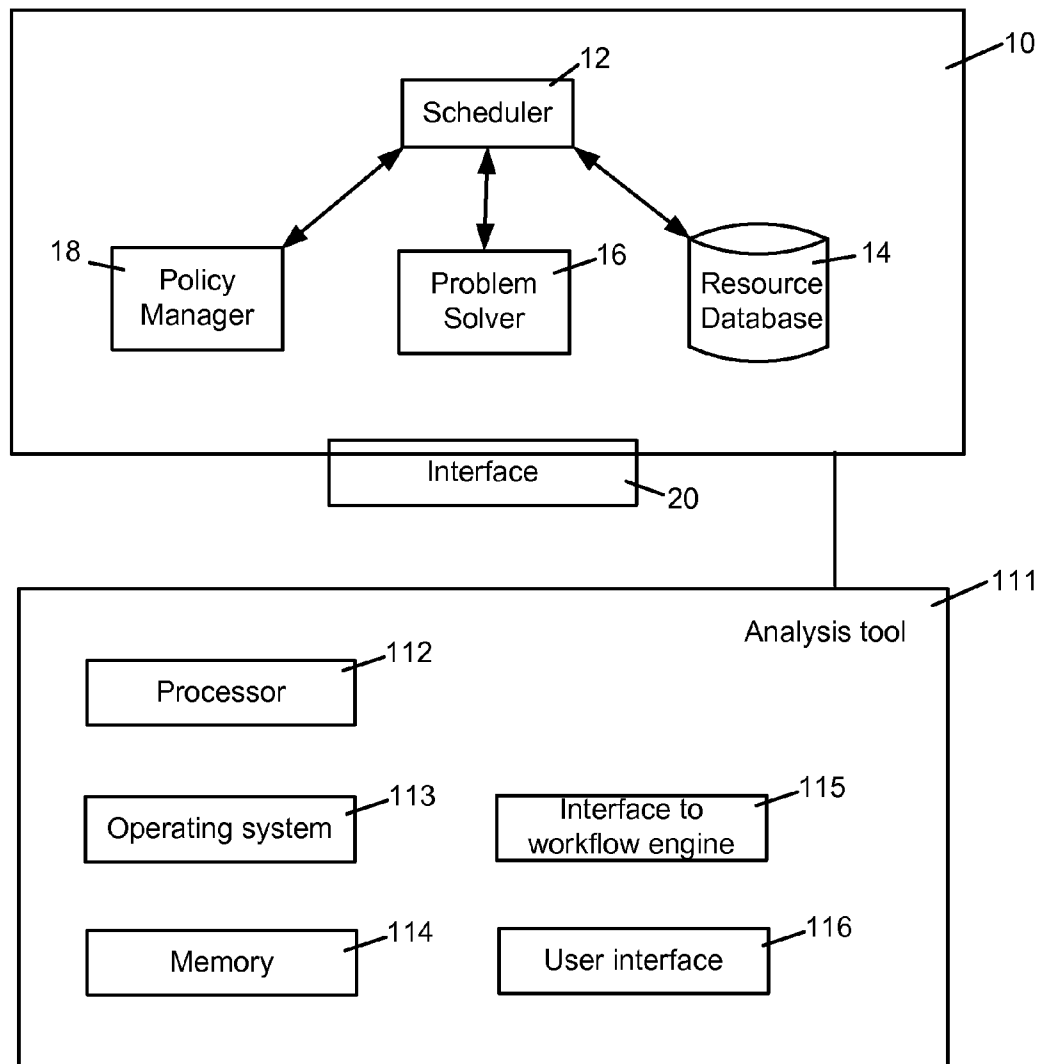 10
12
Scheduler
18
Policy
Manager
16
Problem
Solver
14
Resource
Database
Interface
20
111
Analysis tool
112
Processor
113
Operating system
115
Interface to
workflow engine
114
Memory
116
User interface